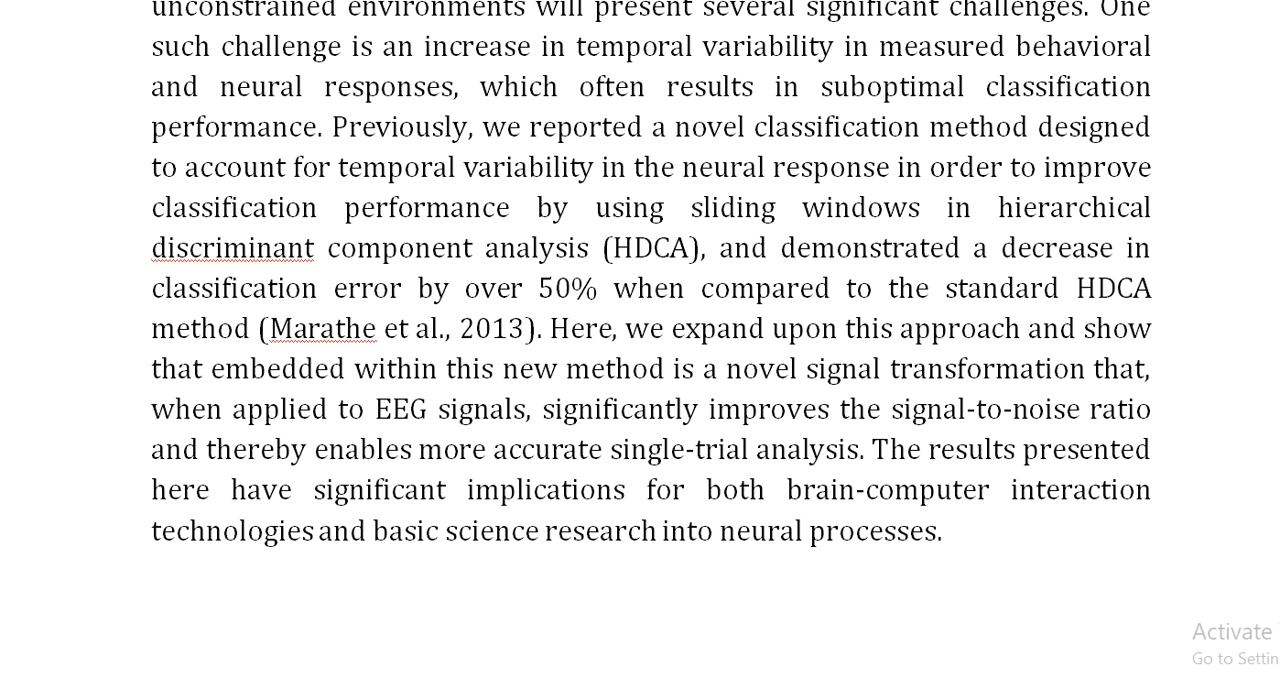 unconstrained environments will present several significant challenges. One
such challenge is an increase in temporal variability in measured behavioral
and neural responses, which often results in suboptimal classification
performance. Previously, we reported a novel classification method designed
to account for temporal variability in the neural response in order to improve
classification performance by using sliding windows in hierarchical
discriminant component analysis (HDCA), and demonstrated a decrease in
classification error by over 50% when compared to the standard HDCA
method (Marathe et al., 2013). Here, we expand upon this approach and show
that embedded within this new method is a novel signal transformation that,
when applied to EEG signals, significantly improves the signal-to-noise ratio
and thereby enables more accurate single-trial analysis. The results presented
here have significant implications for both brain-computer interaction
technologies and basic science research into neural processes.
Activate
Go to Settin